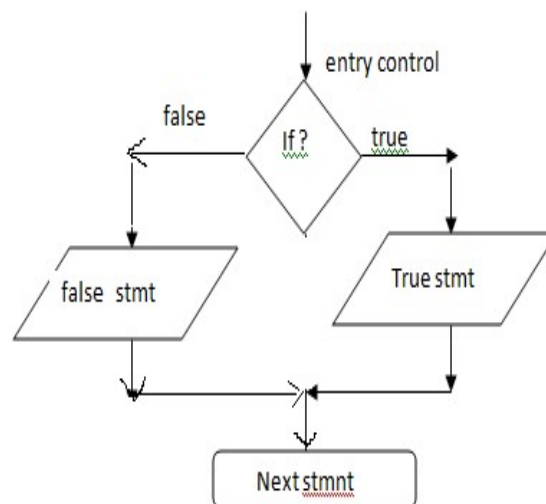 entry control
false
If ?
true
false stmt
True stmt
Next stmnt